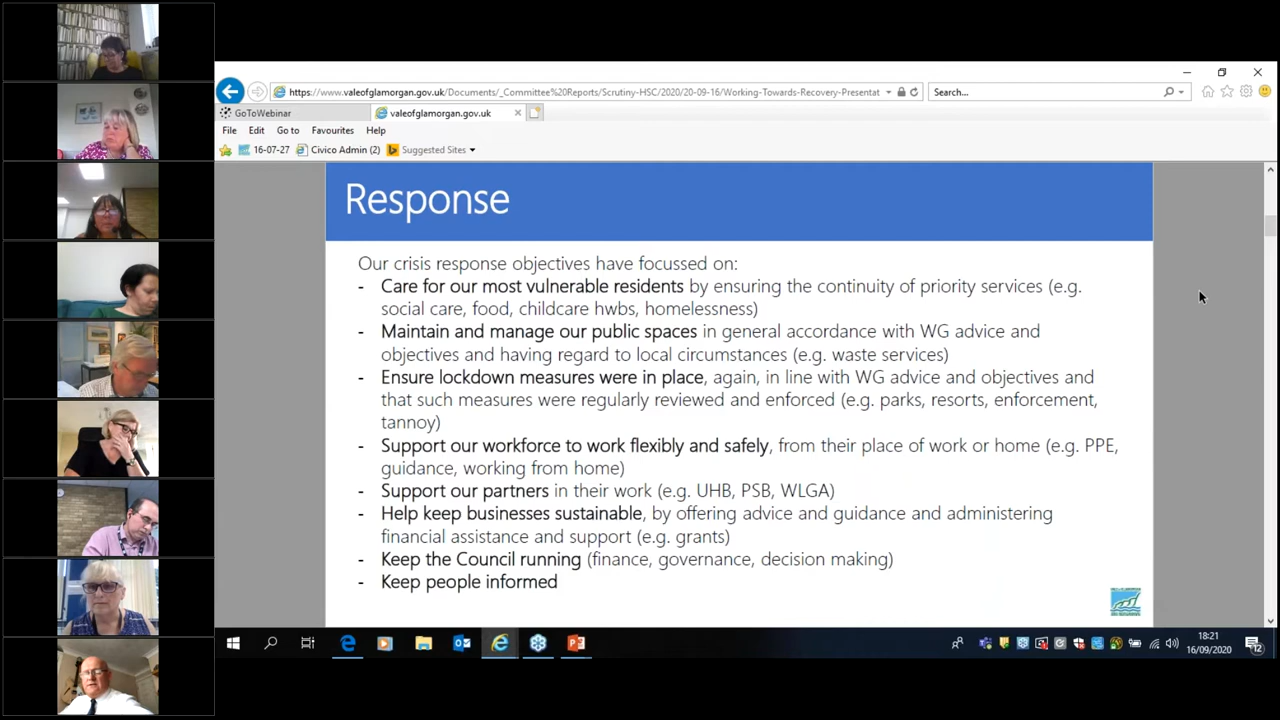 https://www.valeofglamorgan.gov.uk/Documents/_Committee%20Reports/Scrutiny-HSC/2020/20-09-16/Working-Towards-Recovery-Presentat
Search...
GoToWebinar
valeofglamorgan.gov.uk
File Edit Go to Favourites Help
16-07-27 Civico Admin (2) Suggested Sites
Response
Our crisis response objectives have focussed on:
- Care for our most vulnerable residents by ensuring the continuity of priority services (e.g.
social care, food, childcare hwbs, homelessness)
- Maintain and manage our public spaces in general accordance with WG advice and
objectives and having regard to local circumstances (e.g. waste services)
- Ensure lockdown measures were in place, again, in line with WG advice and objectives and
that such measures were regularly reviewed and enforced (e.g. parks, resorts, enforcement,
tannoy)
- Support our workforce to work flexibly and safely, from their place of work or home (e.g. PPE,
guidance, working from home)
- Support our partners in their work (e.g. UHB, PSB, WLGA)
- Help keep businesses sustainable, by offering advice and guidance and administering
financial assistance and support (e.g. grants)
- Keep the Council running (finance, governance, decision making)
- Keep people informed
18:21
16/09/2020
12